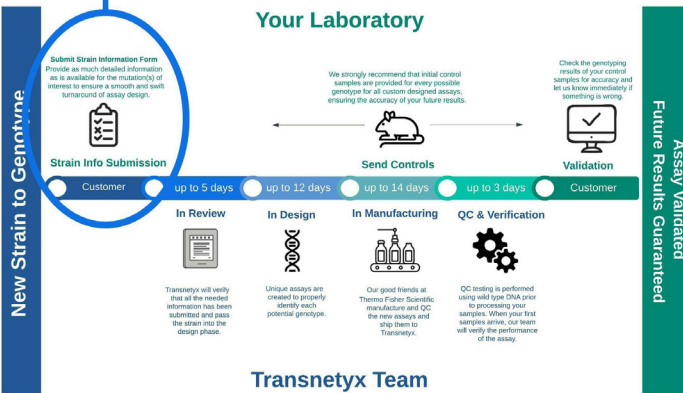 Your Laboratory
New Strain to Genotype
Submit Strain Information Form
Provide as much detailed information
as is available for the mutation(s) of
interest to ensure a smooth and swift
turnaround of assay design.
Strain Info Submission
We strongly recommend that initial control
samples are provided for every possible
genotype for all custom designed assays,
ensuring the accuracy of your future results.
Send Controls
Check the genotyping
results of your control
samples for accuracy and
let us know immediately if
something is wrong.
Validation
Customer
up to 5 days
up to 12 days
up to 14 days
up to 3 days
Customer
In Review
Transnetyx will verify
that all the needed
information has been
submitted and pass
the strain into the
design phase.
In Design
Unique assays are
created to properly
identify each
potential genotype.
In Manufacturing
Our good friends at
Thermo Fisher Scientific
manufacture and QC
the new assays and
ship them to
Transnetyx.
QC & Verification
QC testing is performed
using wild type DNA prior
to processing your
samples. When your first
samples arrive, our team
will verify the performance
of the assay.
Assay Validated
Future Results Guaranteed
Transnetyx Team